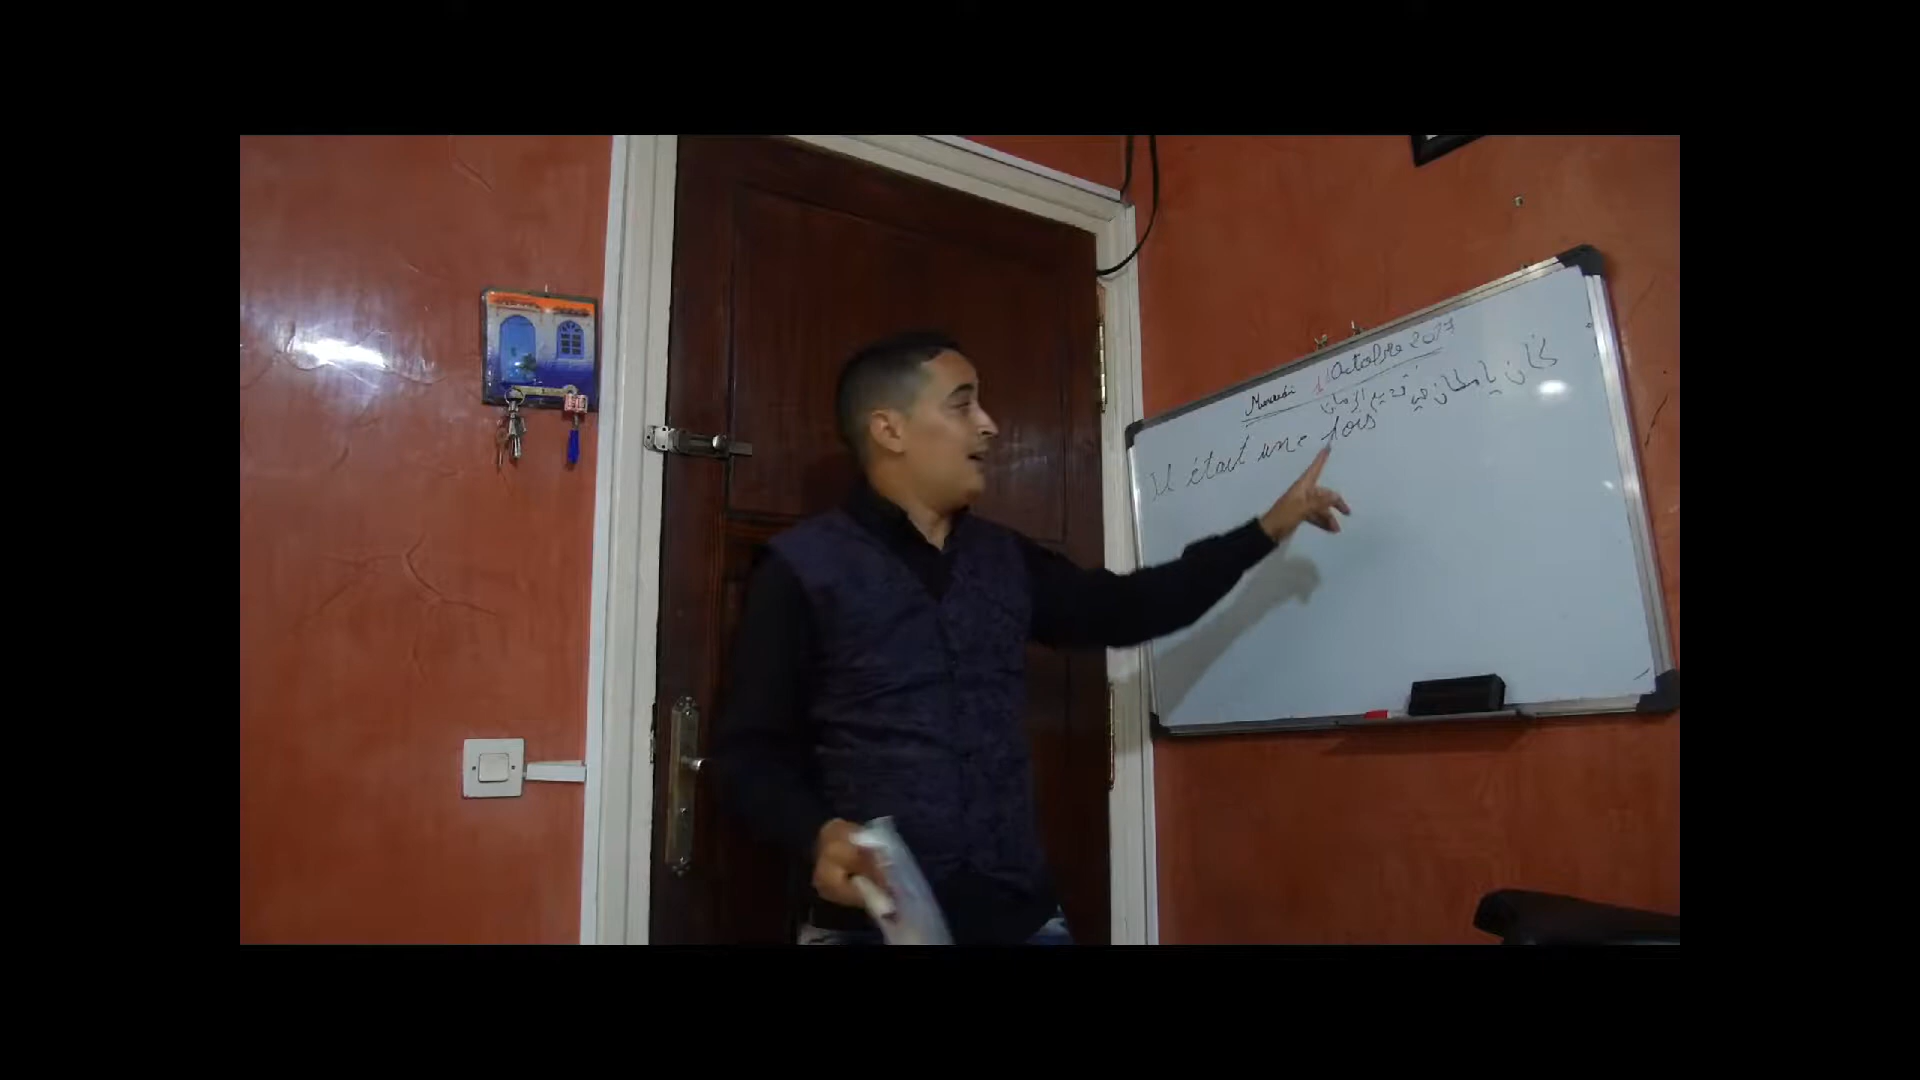 Mercredi 11 Octobre 2017
كان يا مكان في قديم الزمان
Il était une fois